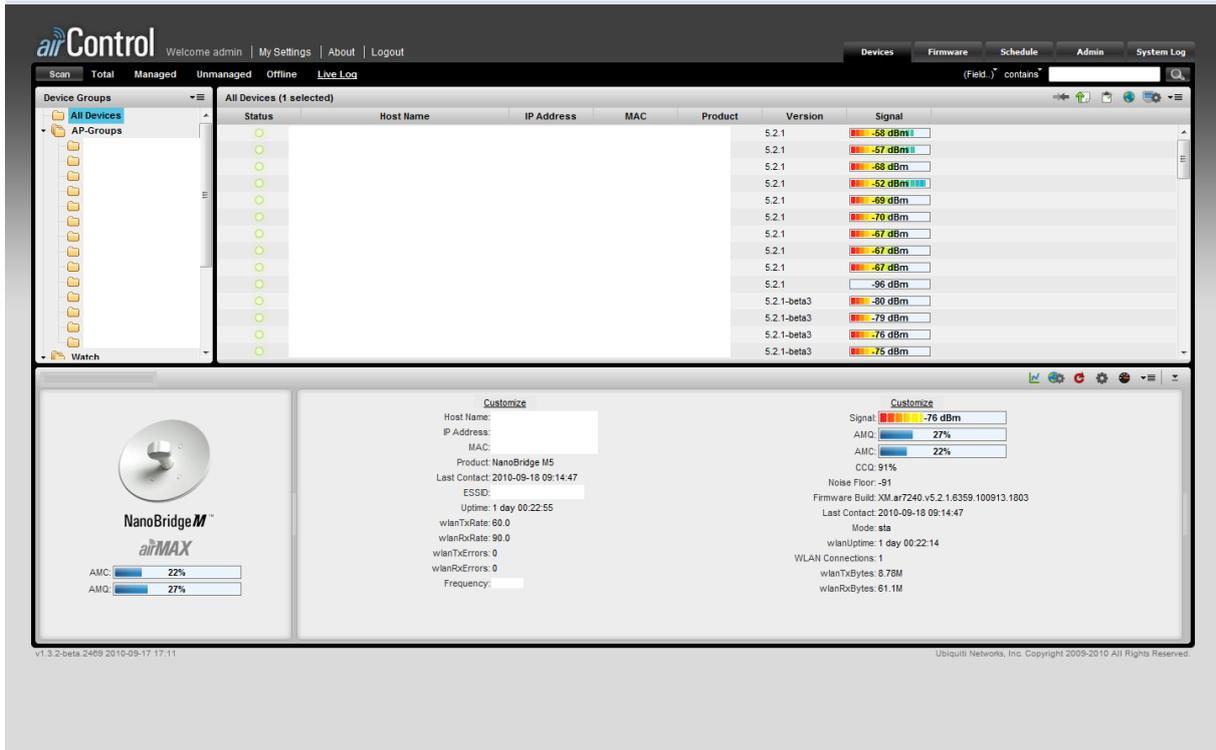 airControl Welcome admin | My Settings | About | Logout Devices Firmware Schedule Admin System Log
Scan Total Managed Unmanaged Offline Live Log (Field..) contains
Device Groups All Devices (1 selected)
All Devices Status Host Name IP Address MAC Product Version Signal
AP-Groups
5.2.1 -58 dBm
5.2.1 -57 dBm
5.2.1 -68 dBm
5.2.1 -52 dBm
5.2.1 -69 dBm
5.2.1 -70 dBm
5.2.1 -67 dBm
5.2.1 -67 dBm
5.2.1 -67 dBm
5.2.1 -96 dBm
5.2.1-beta3 -80 dBm
5.2.1-beta3 -79 dBm
5.2.1-beta3 -76 dBm
5.2.1-beta3 -75 dBm
Watch
NanoBridge M™
airMAX
AMC: 22%
AMQ: 27%
Customize
Host Name:
IP Address:
MAC:
Product: NanoBridge M5
Last Contact: 2010-09-18 09:14:47
ESSID:
Uptime: 1 day 00:22:55
wlanTxRate: 60.0
wlanRxRate: 90.0
wlanTxErrors: 0
wlanRxErrors: 0
Frequency:
Customize
Signal: -76 dBm
AMQ: 27%
AMC: 22%
CCQ: 91%
Noise Floor: -91
Firmware Build: XM.ar7240.v5.2.1.6359.100913.1803
Last Contact: 2010-09-18 09:14:47
Mode: sta
wlanUptime: 1 day 00:22:14
WLAN Connections: 1
wlanTxBytes: 8.78M
wlanRxBytes: 61.1M
v1.3.2-beta.2469 2010-09-17 17:11 Ubiquiti Networks, Inc. Copyright 2009-2010 All Rights Reserved.